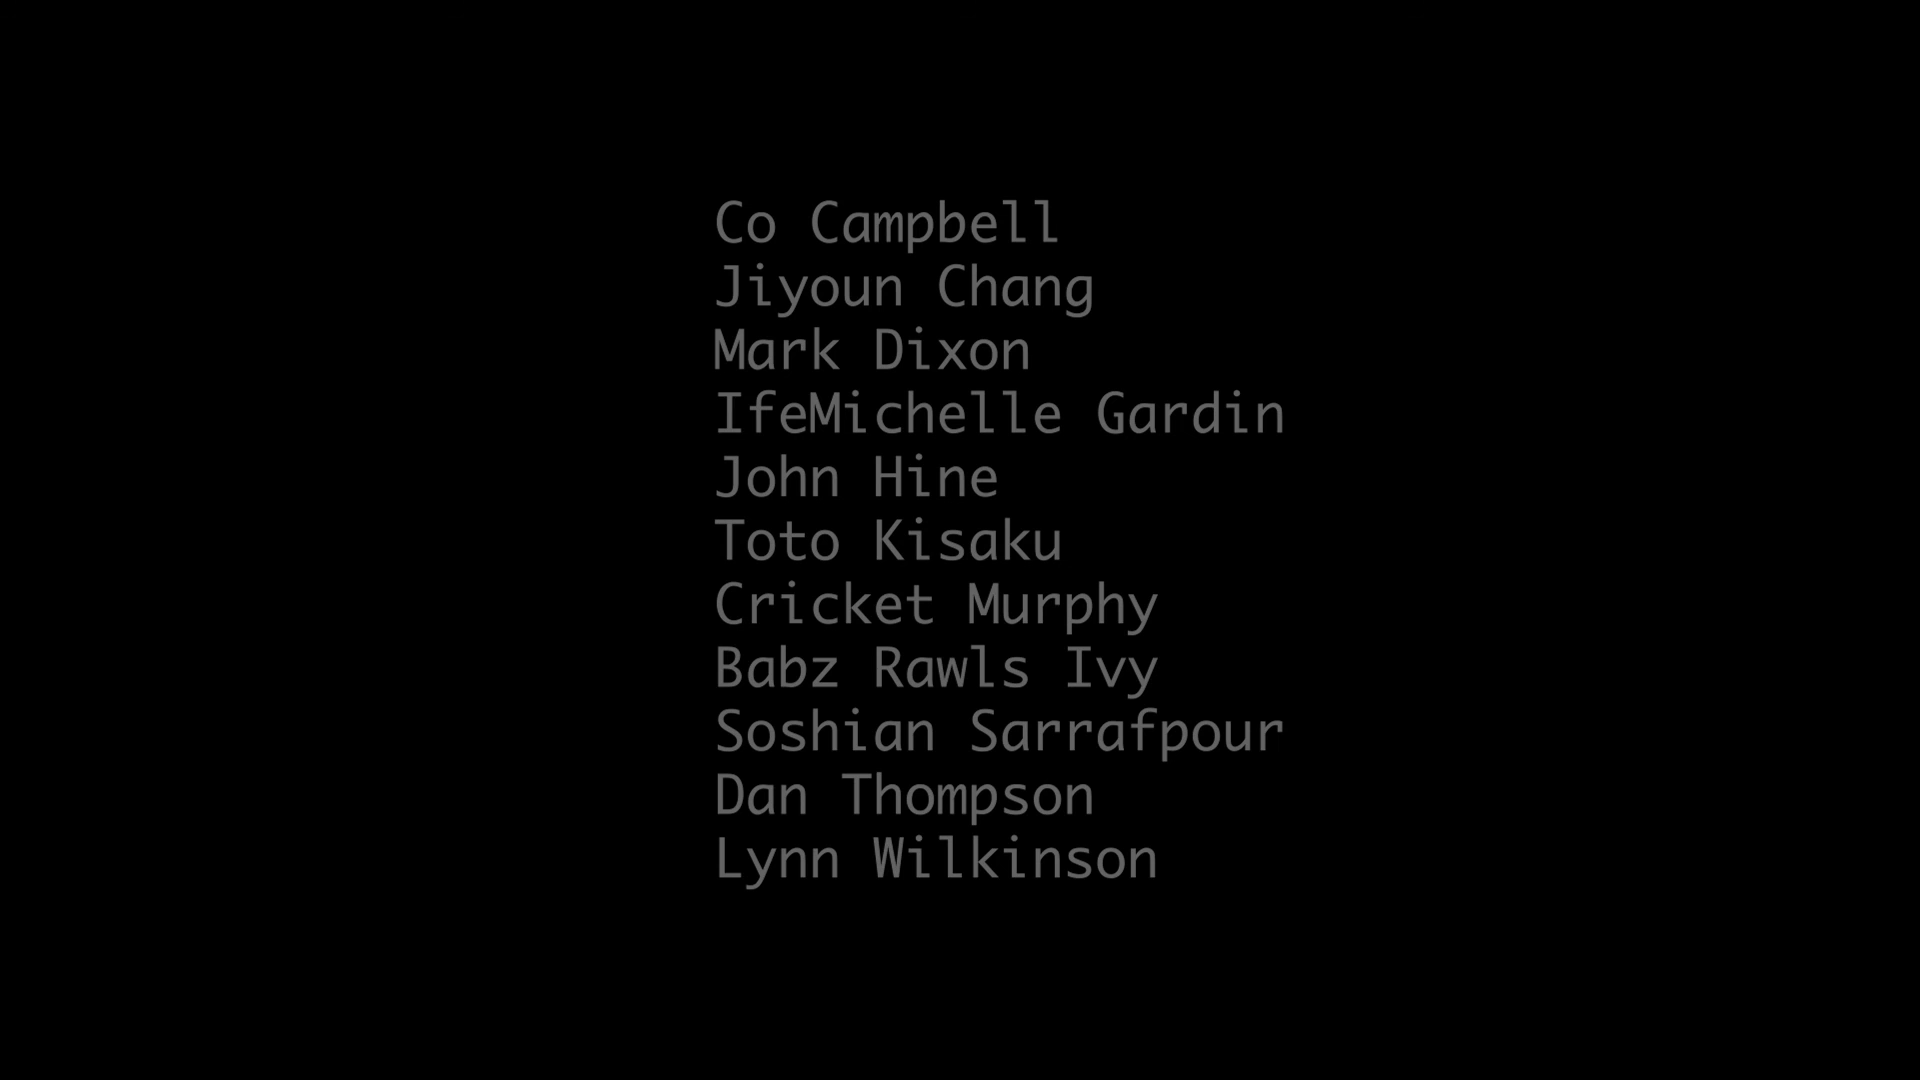 Co Campbell
Jiyoun Chang
Mark Dixon
IfeMichelle Gardin
John Hine
Toto Kisaku
Cricket Murphy
Babz Rawls Ivy
Soshian Sarrafpour
Dan Thompson
Lynn Wilkinson